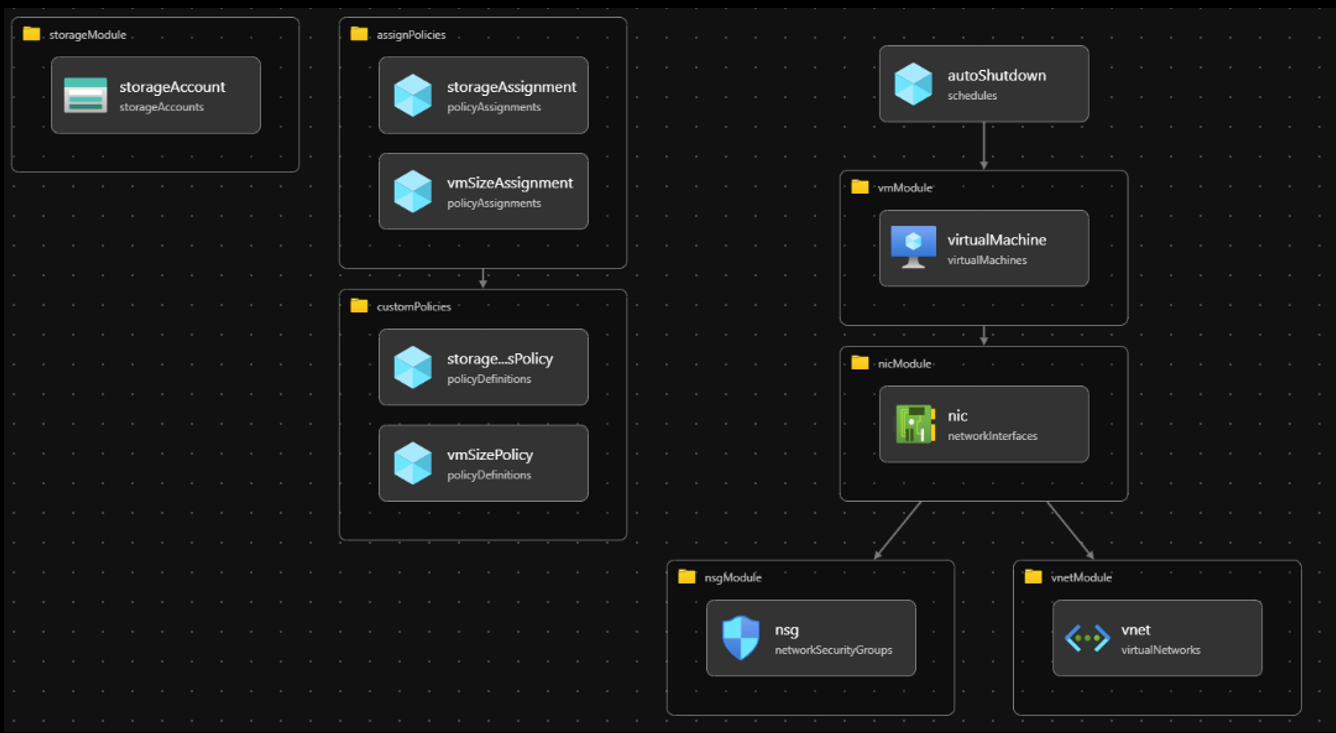 storageModule
storageAccount
storageAccounts
assignPolicies
storageAssignment
policyAssignments
vmSizeAssignment
policyAssignments
customPolicies
storage...sPolicy
policyDefinitions
vmSizePolicy
policyDefinitions
autoShutdown
schedules
vmModule
virtualMachine
virtualMachines
nicModule
nic
networkInterfaces
nsgModule
nsg
networkSecurityGroups
vnetModule
vnet
virtualNetworks